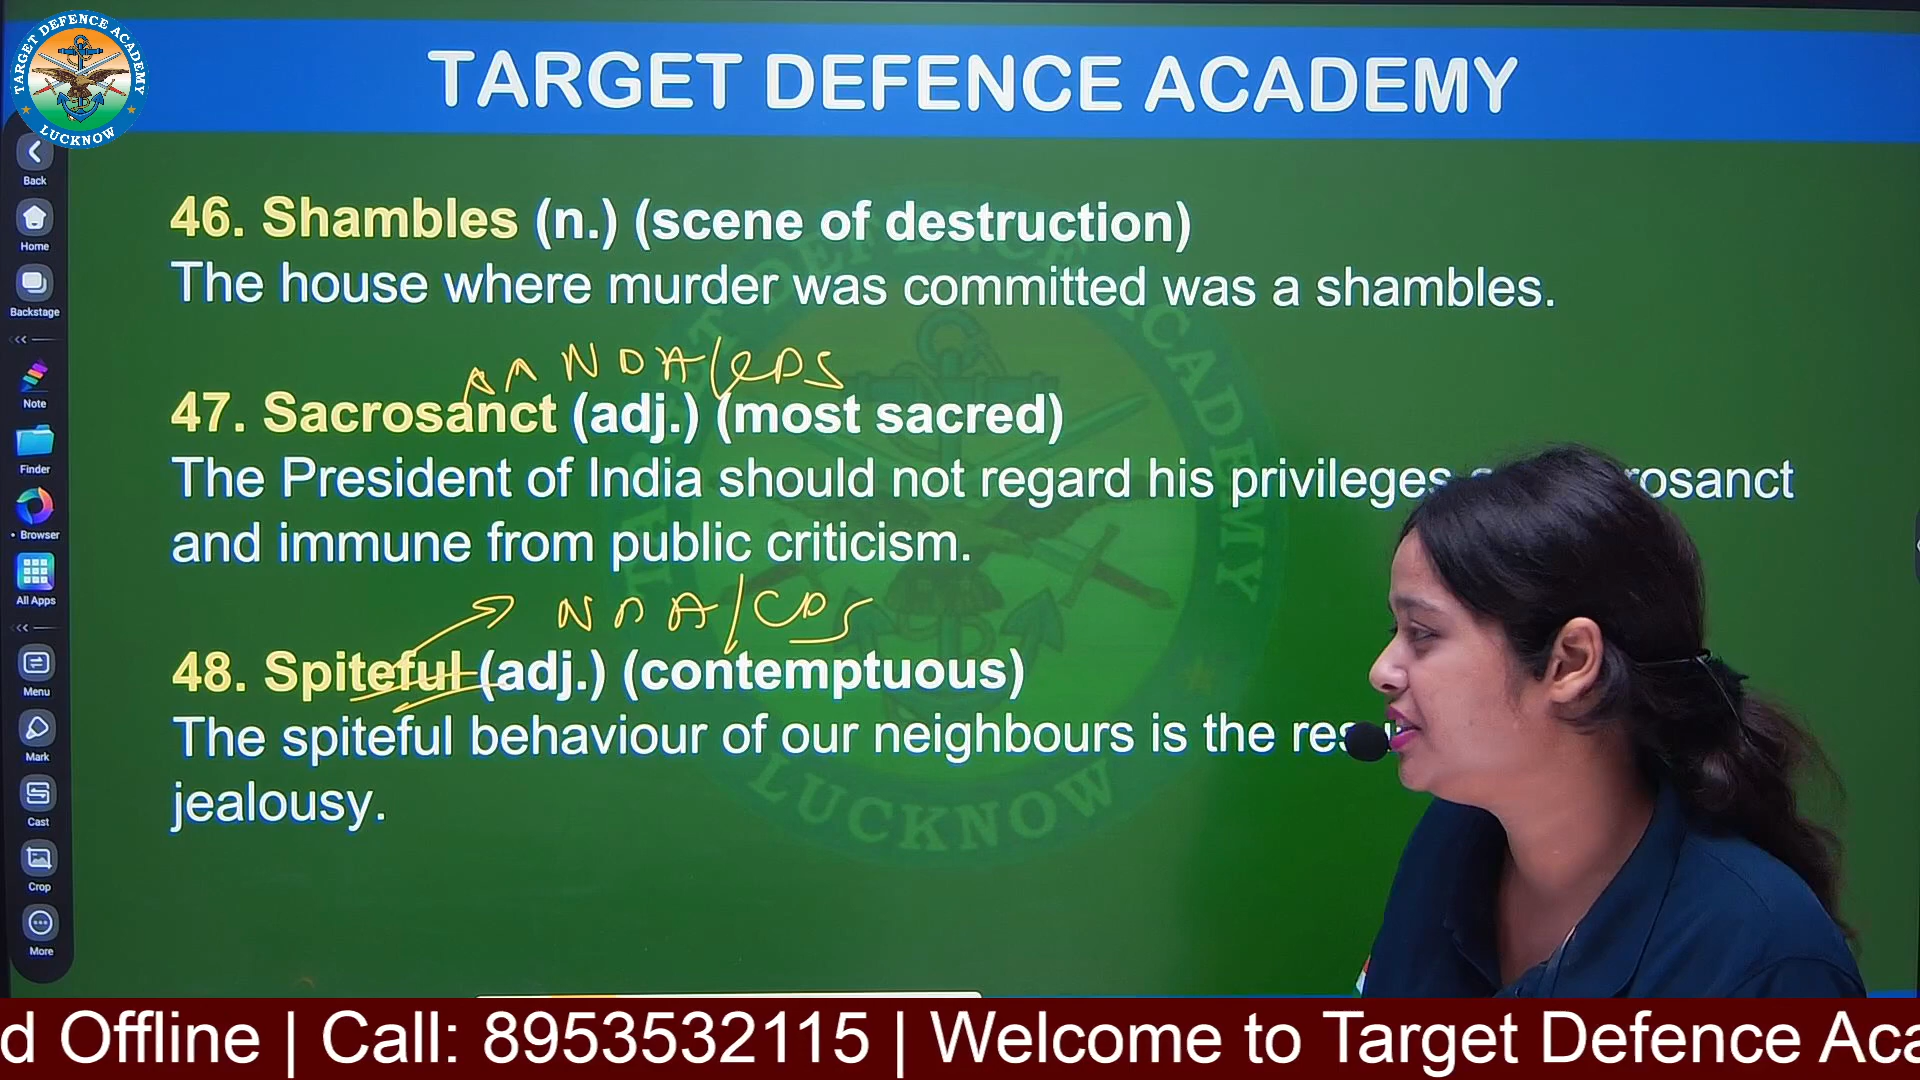 TARGET DEFENCE ACADEMY
LUCKNOW
TARGET DEFENCE ACADEMY
Back
Home
Backstage
Note
Finder
Browser
All Apps
Menu
Mark
Cast
Crop
More
46. Shambles (n.) (scene of destruction)
The house where murder was committed was a shambles.
NDA/CDS
47. Sacrosanct (adj.) (most sacred)
The President of India should not regard his privileges rosanct
and immune from public criticism.
NDA/CDS
48. Spiteful (adj.) (contemptuous)
The spiteful behaviour of our neighbours is the res
jealousy.
TARGET DEFENCE ACADEMY
LUCKNOW
d Offline | Call: 8953532115 | Welcome to Target Defence Aca